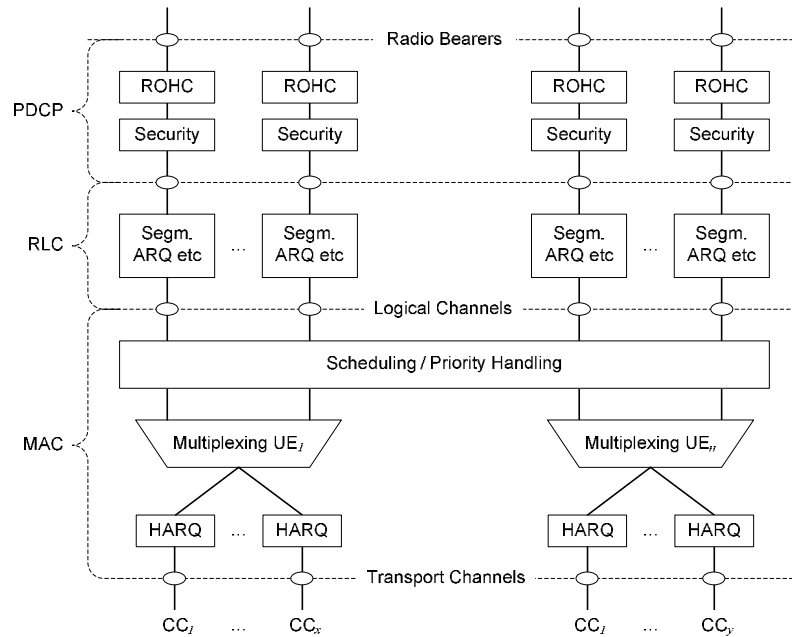 Radio Bearers
ROHC ROHC ROHC ROHC
PDCP
Security Security Security Security
Segm. ARQ etc ... Segm. ARQ etc Segm. ARQ etc ... Segm. ARQ etc
RLC
Logical Channels
Scheduling / Priority Handling
MAC
Multiplexing UE1 Multiplexing UEn
HARQ ... HARQ HARQ ... HARQ
Transport Channels
CC1 ... CCx CC1 ... CCy